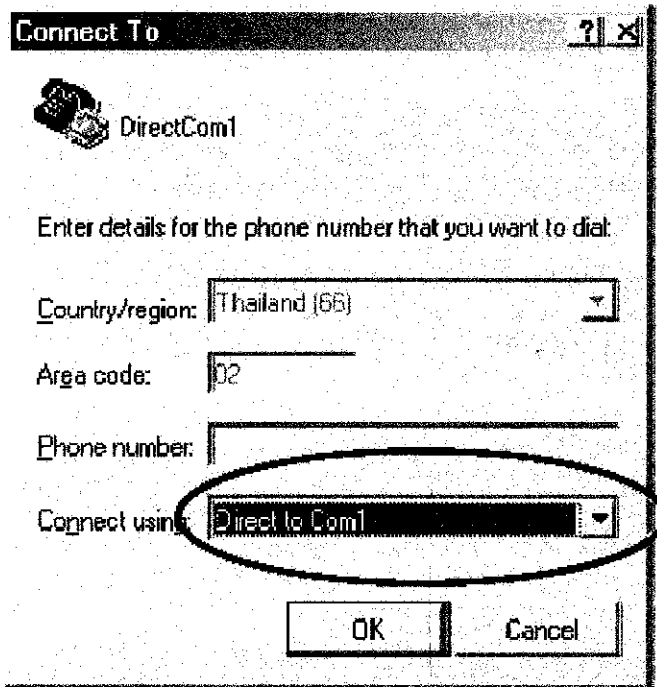 Connect To
DirectCom1
Enter details for the phone number that you want to dial:
Country/region: Thailand (66)
Area code: 02
Phone number:
Connect using: Direct to Com1
OK Cancel